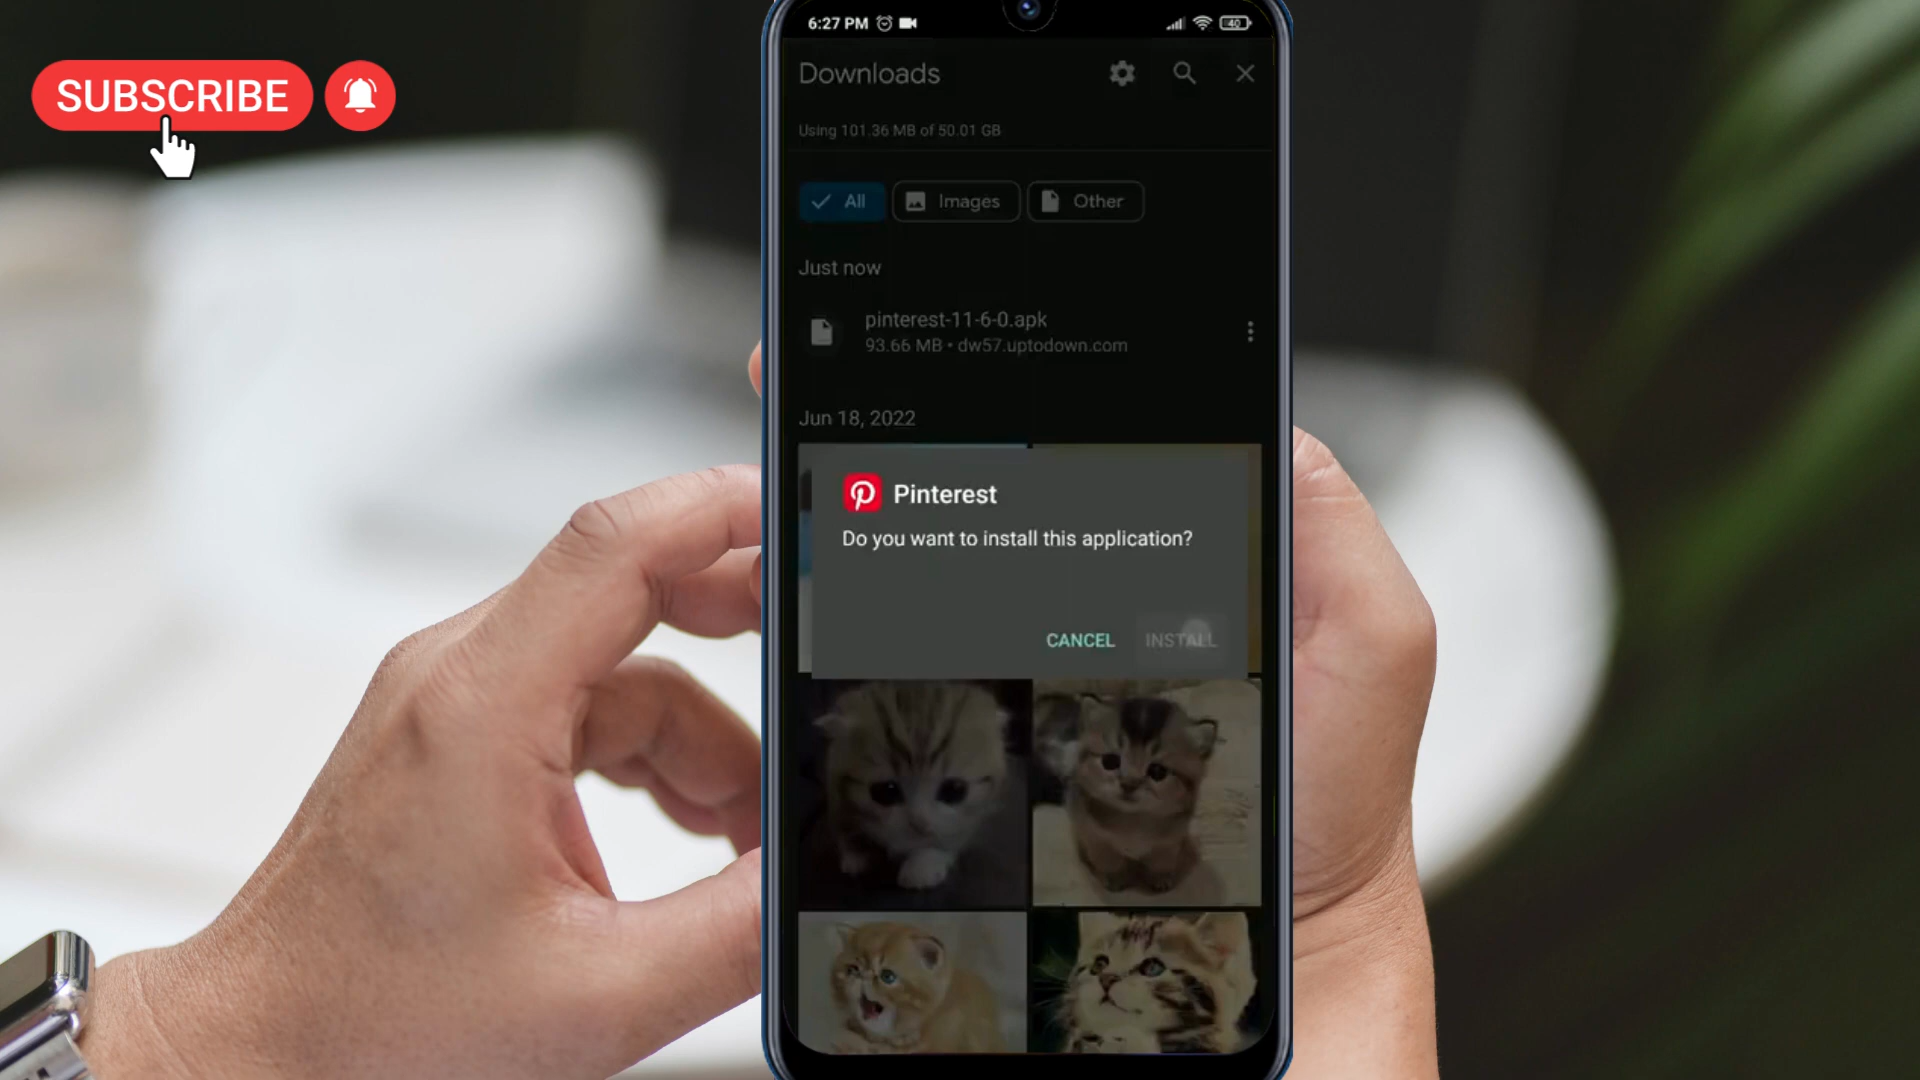 SUBSCRIBE
6:27 PM
40
Downloads
Using 101.36 MB of 50.01 GB
All
Images
Other
Just now
pinterest-11-6-0.apk
93.66 MB • dw57.uptodown.com
Jun 18, 2022
Pinterest
Do you want to install this application?
CANCEL
INSTALL